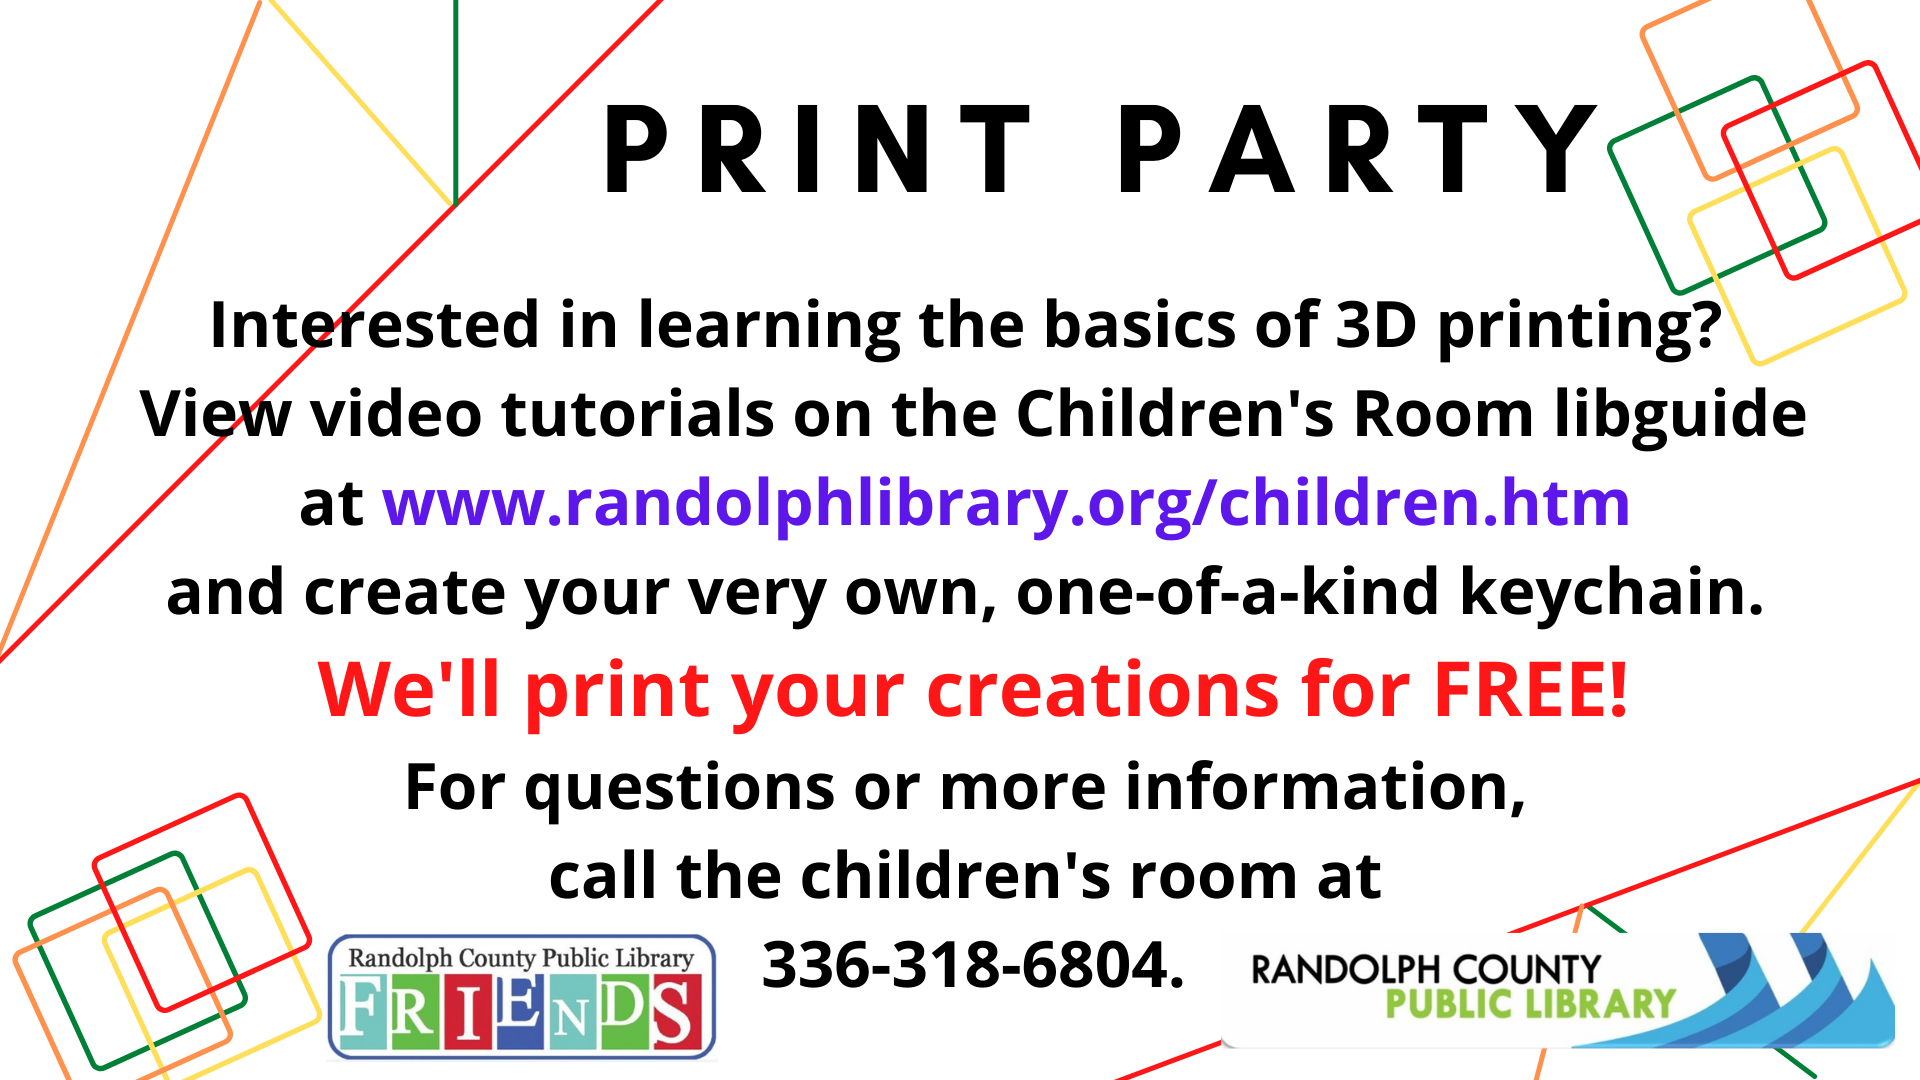 PRINT PARTY
Interested in learning the basics of 3D printing?
View video tutorials on the Children's Room libguide
at www.randolphlibrary.org/children.htm
and create your very own, one-of-a-kind keychain.
We'll print your creations for FREE!
For questions or more information,
call the children's room at
336-318-6804.
Randolph County Public Library
FRIENDS
RANDOLPH COUNTY
PUBLIC LIBRARY